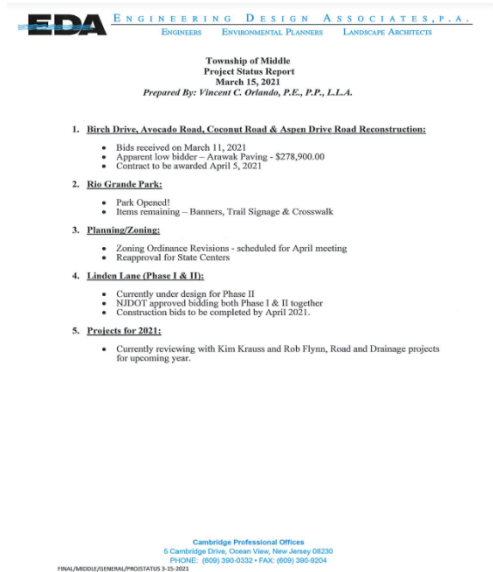 EDA ENGINEERING DESIGN ASSOCIATES, P.A.
ENGINEERS ENVIRONMENTAL PLANNERS LANDSCAPE ARCHITECTS
Township of Middle
Project Status Report
March 15, 2021
Prepared By: Vincent C. Orlando, P.E., P.P., L.L.A.
1. Birch Drive, Avocado Road, Coconut Road & Aspen Drive Road Reconstruction:
• Bids received on March 11, 2021
• Apparent low bidder – Arawak Paving - $278,900.00
• Contract to be awarded April 5, 2021
2. Rio Grande Park:
• Park Opened!
• Items remaining – Banners, Trail Signage & Crosswalk
3. Planning/Zoning:
• Zoning Ordinance Revisions - scheduled for April meeting
• Reapproval for State Centers
4. Linden Lane (Phase I & II):
• Currently under design for Phase II
• NJDOT approved bidding both Phase I & II together
• Construction bids to be completed by April 2021.
5. Projects for 2021:
• Currently reviewing with Kim Krauss and Rob Flynn, Road and Drainage projects
for upcoming year.
Cambridge Professional Offices
5 Cambridge Drive, Ocean View, New Jersey 08230
PHONE: (609) 390-0332 • FAX: (609) 390-9204
FINAL/MIDDLE/GENERAL/PROJSTATUS 3-15-2021